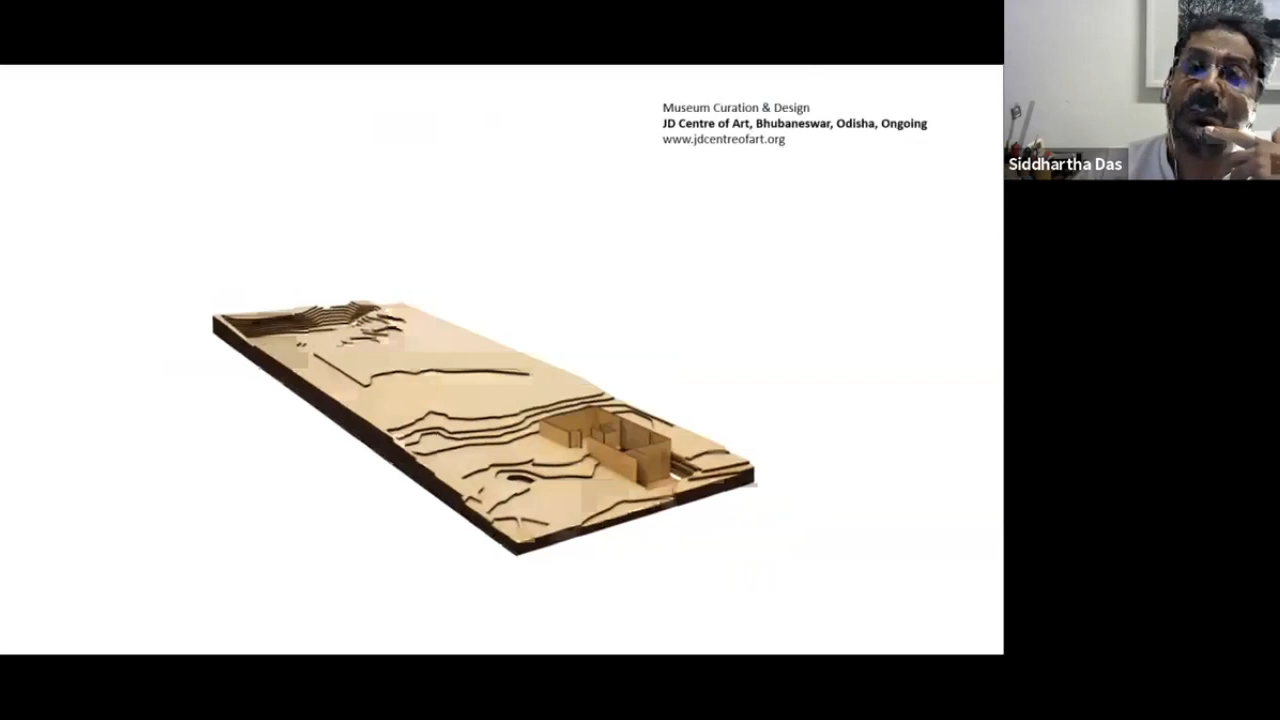 Museum Curation & Design
JD Centre of Art, Bhubaneswar, Odisha, Ongoing
www.jdcentreofart.org
Siddhartha Das